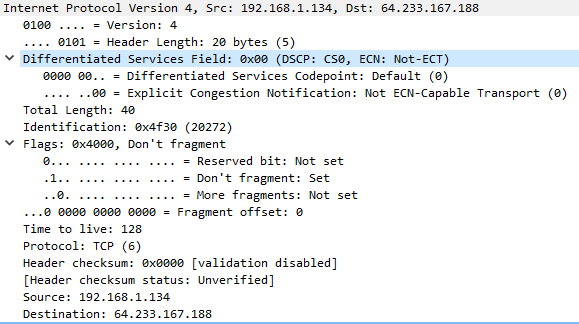 Internet Protocol Version 4, Src: 192.168.1.134, Dst: 64.233.167.188
0100 .... = Version: 4
.... 0101 = Header Length: 20 bytes (5)
Differentiated Services Field: 0x00 (DSCP: CS0, ECN: Not-ECT)
0000 00.. = Differentiated Services Codepoint: Default (0)
.... ..00 = Explicit Congestion Notification: Not ECN-Capable Transport (0)
Total Length: 40
Identification: 0x4f30 (20272)
Flags: 0x4000, Don't fragment
0... .... .... .... = Reserved bit: Not set
.1.. .... .... .... = Don't fragment: Set
..0. .... .... .... = More fragments: Not set
...0 0000 0000 0000 = Fragment offset: 0
Time to live: 128
Protocol: TCP (6)
Header checksum: 0x0000 [validation disabled]
[Header checksum status: Unverified]
Source: 192.168.1.134
Destination: 64.233.167.188